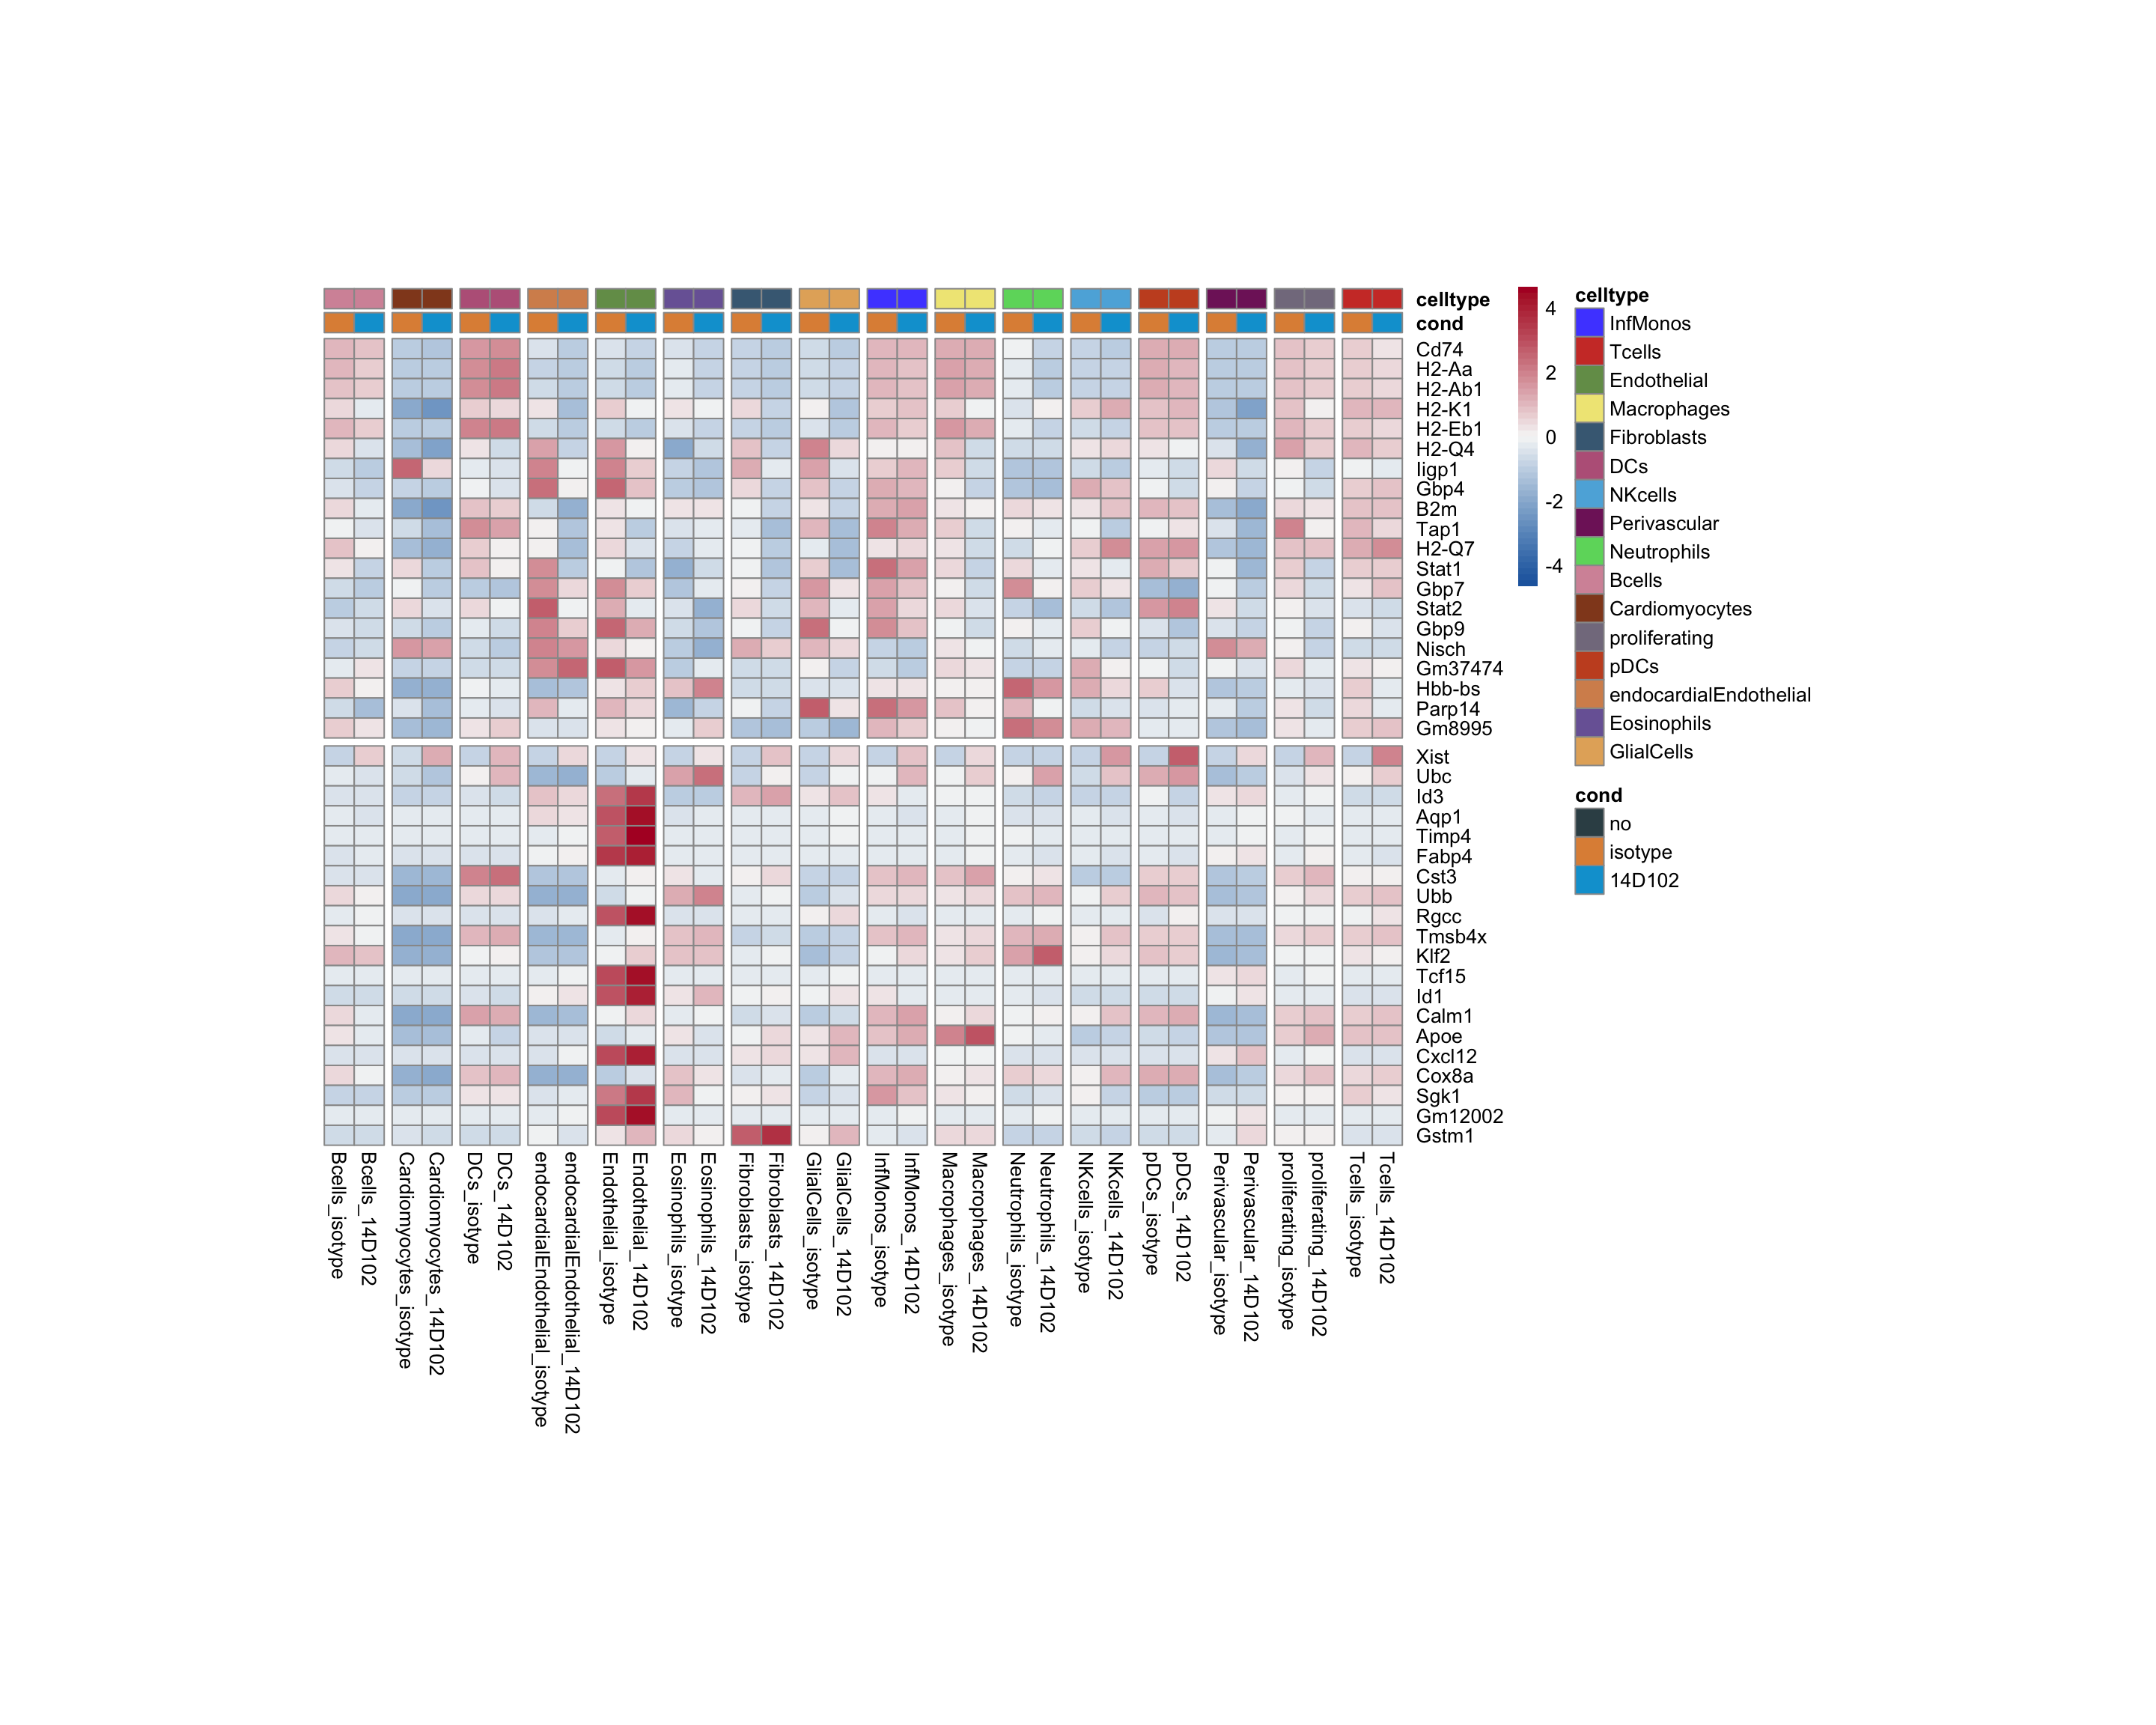 celltype
cond
Cd74
H2-Aa
H2-Ab1
H2-K1
H2-Eb1
H2-Q4
Iigp1
Gbp4
B2m
Tap1
H2-Q7
Stat1
Gbp7
Stat2
Gbp9
Nisch
Gm37474
Hbb-bs
Parp14
Gm8995
Xist
Ubc
Id3
Aqp1
Timp4
Fabp4
Cst3
Ubb
Rgcc
Tmsb4x
Klf2
Tcf15
Id1
Calm1
Apoe
Cxcl12
Cox8a
Sgk1
Gm12002
Gstm1
Bcells_isotype
Bcells_14D102
Cardiomyocytes_isotype
Cardiomyocytes_14D102
DCs_isotype
DCs_14D102
endocardialEndothelial_isotype
endocardialEndothelial_14D102
Endothelial_isotype
Endothelial_14D102
Eosinophils_isotype
Eosinophils_14D102
Fibroblasts_isotype
Fibroblasts_14D102
GlialCells_isotype
GlialCells_14D102
InfMonos_isotype
InfMonos_14D102
Macrophages_isotype
Macrophages_14D102
Neutrophils_isotype
Neutrophils_14D102
NKcells_isotype
NKcells_14D102
pDCs_isotype
pDCs_14D102
Perivascular_isotype
Perivascular_14D102
proliferating_isotype
proliferating_14D102
Tcells_isotype
Tcells_14D102
4
2
0
-2
-4
celltype
InfMonos
Tcells
Endothelial
Macrophages
Fibroblasts
DCs
NKcells
Perivascular
Neutrophils
Bcells
Cardiomyocytes
proliferating
pDCs
endocardialEndothelial
Eosinophils
GlialCells
cond
no
isotype
14D102